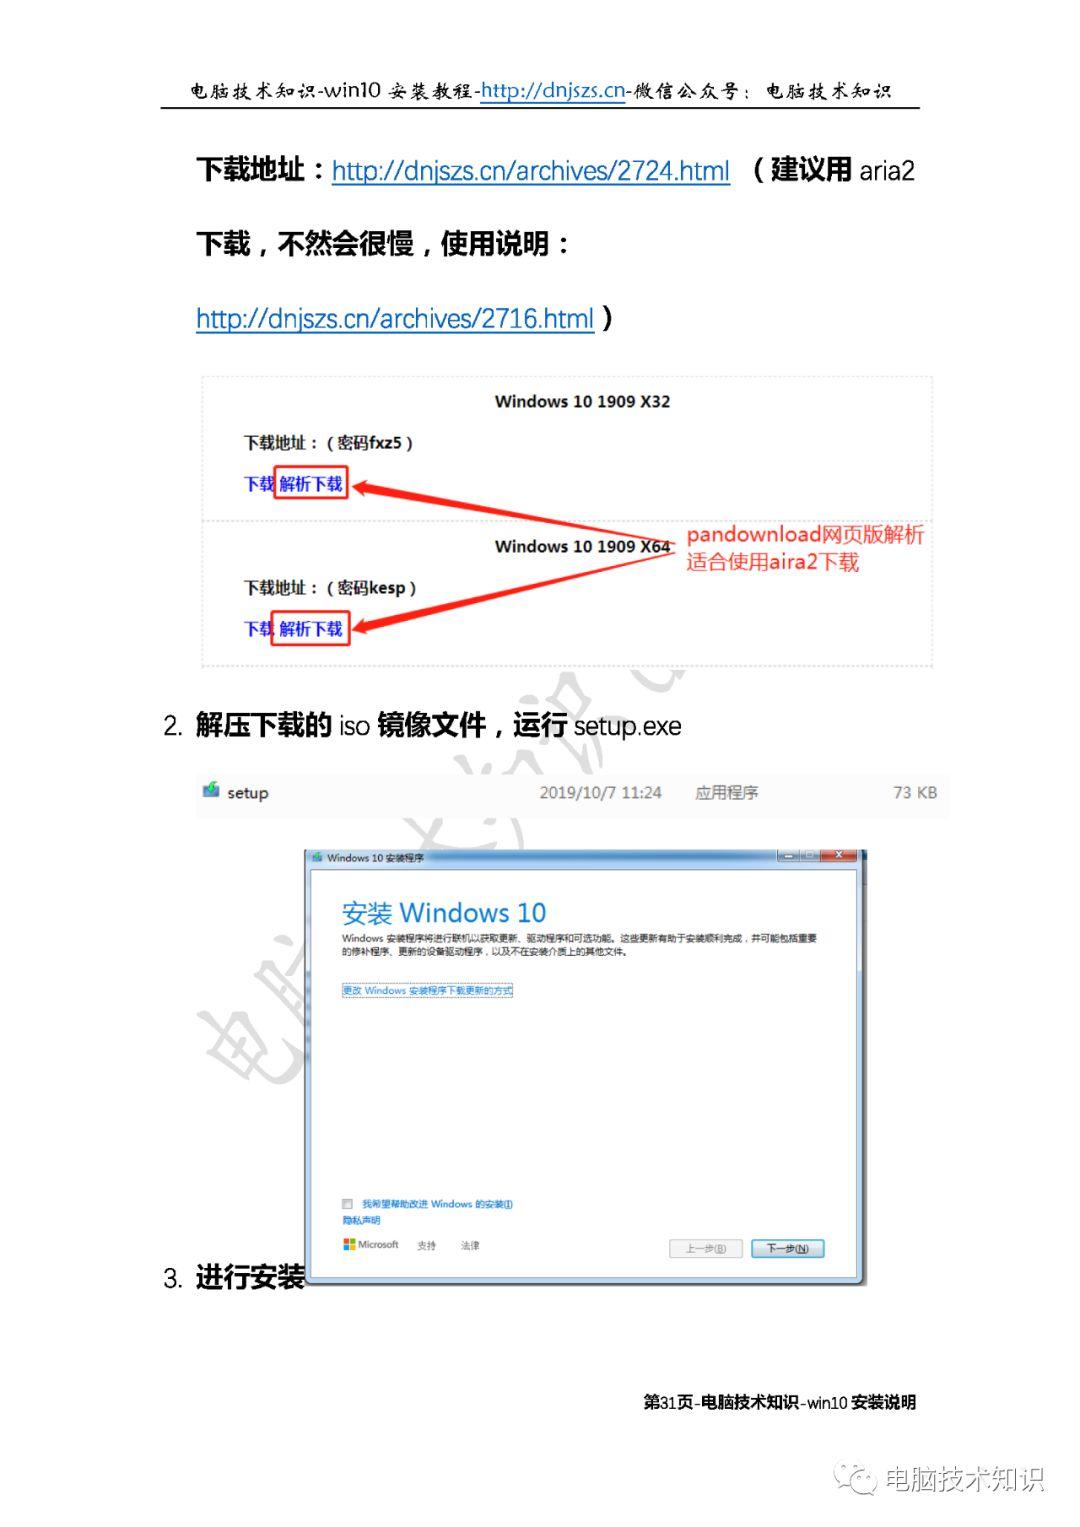 电脑技术知识-win10 安装教程-http://dnjszs.cn-微信公众号：电脑技术知识
下载地址：http://dnjszs.cn/archives/2724.html （建议用 aria2
下载，不然会很慢，使用说明：
http://dnjszs.cn/archives/2716.html）
Windows 10 1909 X32
下载地址：（密码fxz5）
下载 解析下载
pandownload网页版解析
适合使用aira2下载
Windows 10 1909 X64
下载地址：（密码kesp）
下载 解析下载
2. 解压下载的 iso 镜像文件，运行 setup.exe
setup 2019/10/7 11:24 应用程序 73 KB
Windows 10 安装程序
安装 Windows 10
Windows 安装程序将进行联机以获取更新、驱动程序和可选功能。这些更新有助于安装顺利完成，并可能包括重要
的修补程序、更新的设备驱动程序，以及不在安装介质上的其他文件。
更改 Windows 安装程序下载更新的方式
我希望帮助改进 Windows 的安装(I)
隐私声明
Microsoft 支持 法律
上一步(B) 下一步(N)
3. 进行安装
第31页-电脑技术知识-win10 安装说明
电脑技术知识